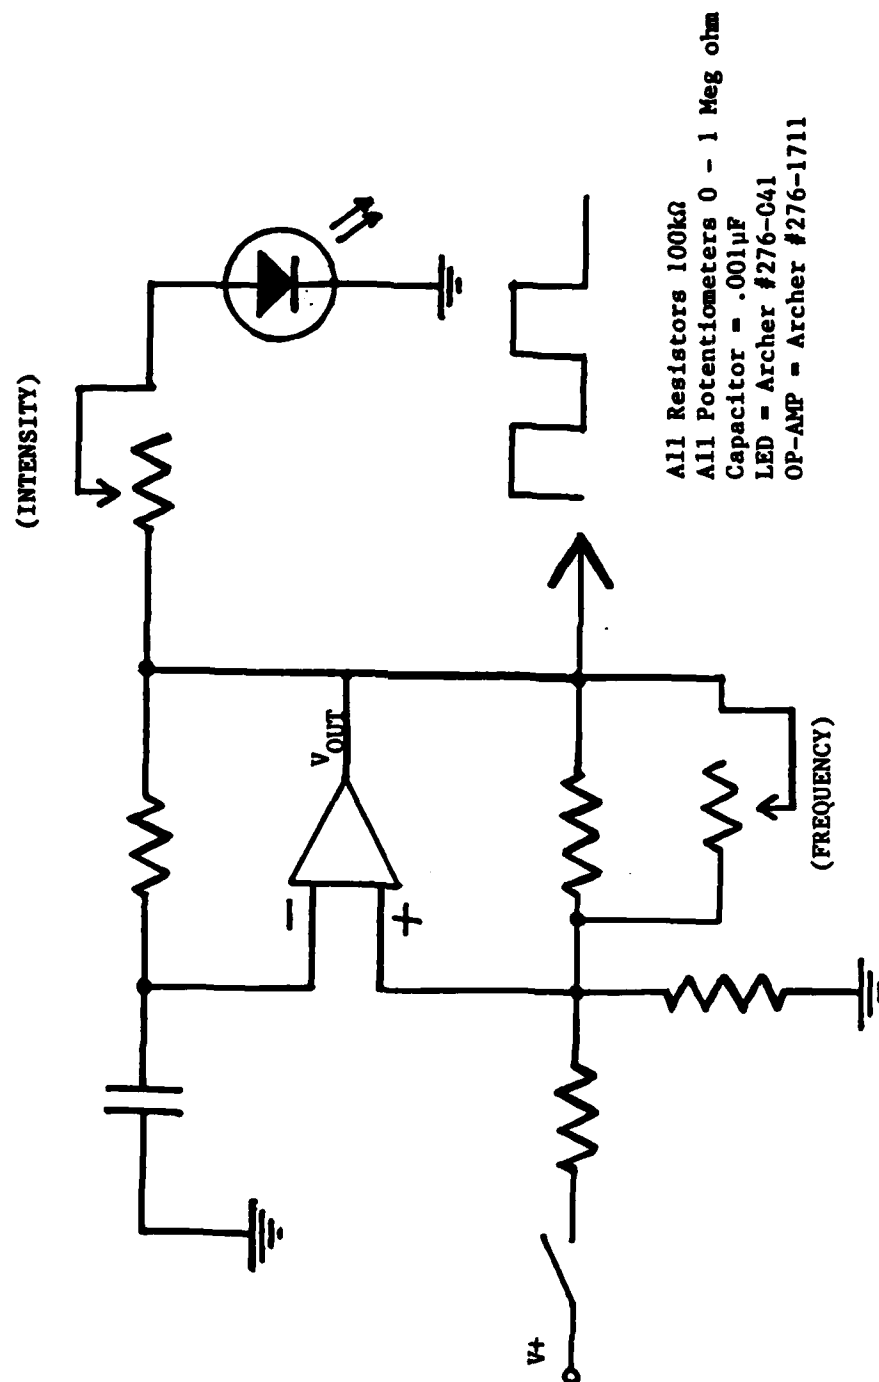 (INTENSITY)
V OUT
−
+
(FREQUENCY)
V+
All Resistors 100kΩ
All Potentiometers 0 - 1 Meg ohm
Capacitor = .001μF
LED = Archer #276-041
OP-AMP = Archer #276-1711